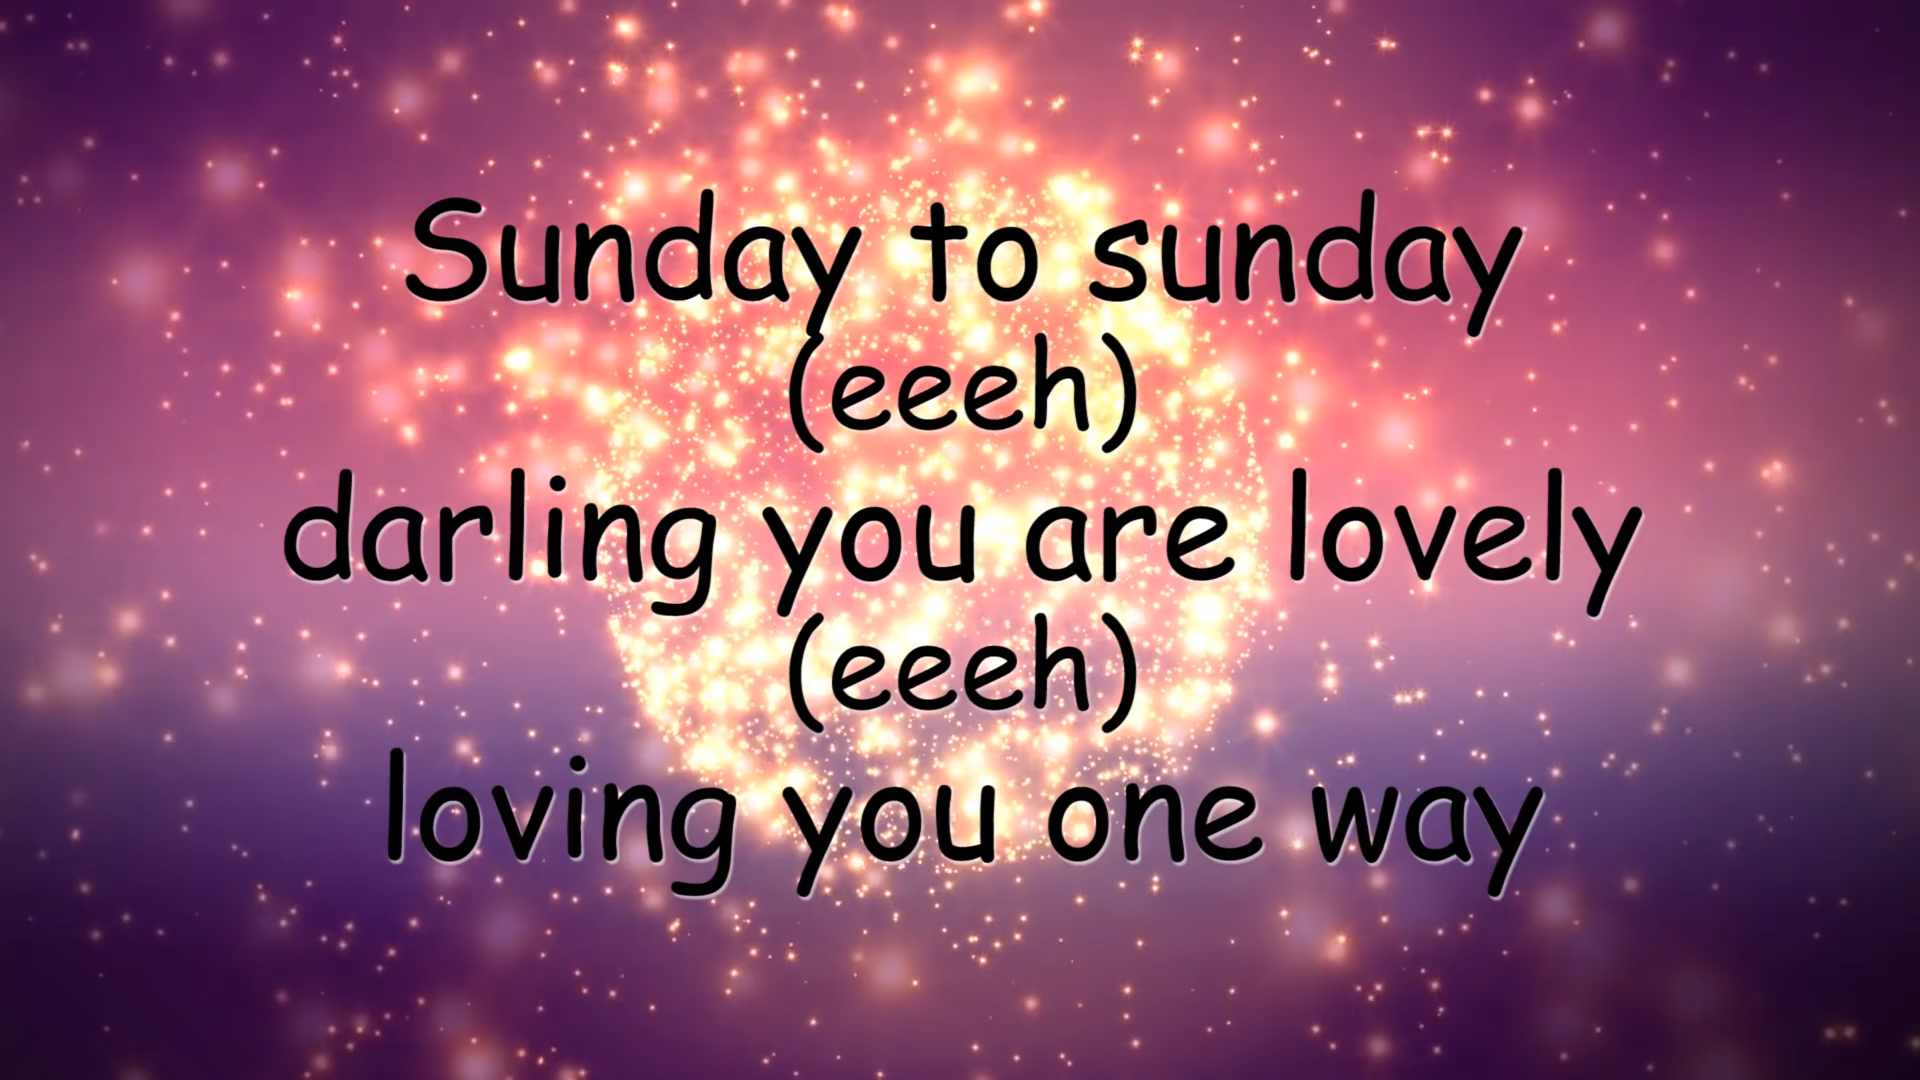 Sunday to sunday
(eeeh)
darling you are lovely
(eeeh)
loving you one way